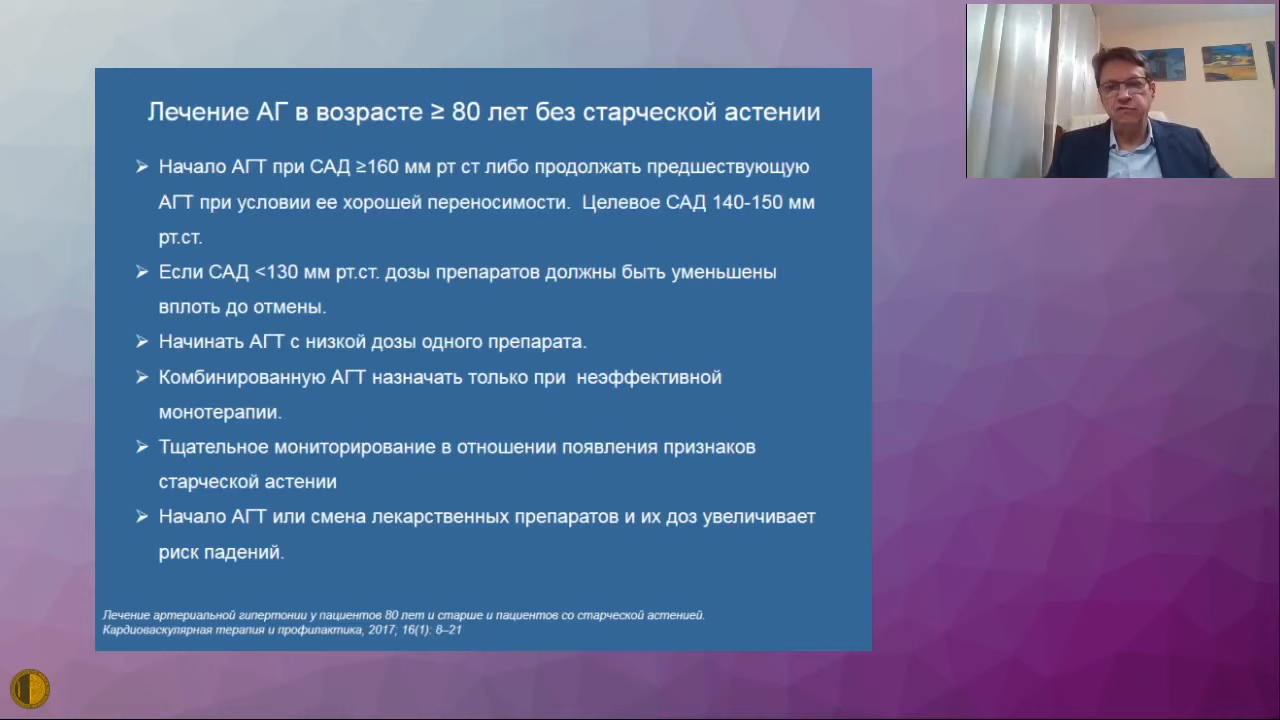 Лечение АГ в возрасте ≥ 80 лет без старческой астении
Начало АГТ при САД ≥160 мм рт ст либо продолжать предшествующую
АГТ при условии ее хорошей переносимости. Целевое САД 140-150 мм
рт.ст.
Если САД <130 мм рт.ст. дозы препаратов должны быть уменьшены
вплоть до отмены.
Начинать АГТ с низкой дозы одного препарата.
Комбинированную АГТ назначать только при неэффективной
монотерапии.
Тщательное мониторирование в отношении появления признаков
старческой астении
Начало АГТ или смена лекарственных препаратов и их доз увеличивает
риск падений.
Лечение артериальной гипертонии у пациентов 80 лет и старше и пациентов со старческой астенией.
Кардиоваскулярная терапия и профилактика, 2017; 16(1): 8–21